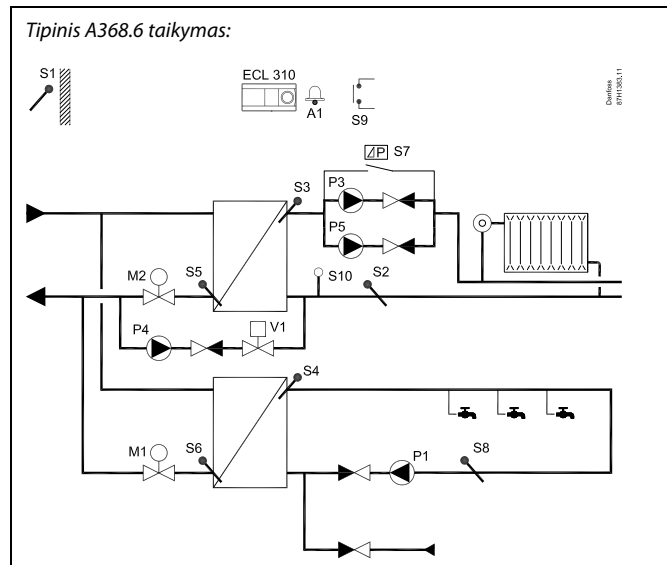 Tipinis A368.6 taikymas:
S1
ECL 310
A1
S9
Danfoss
87H1383.11
ΔP S7
P3
S3
P5
M2
S5
S10
S2
P4
V1
S4
M1
S6
P1
S8